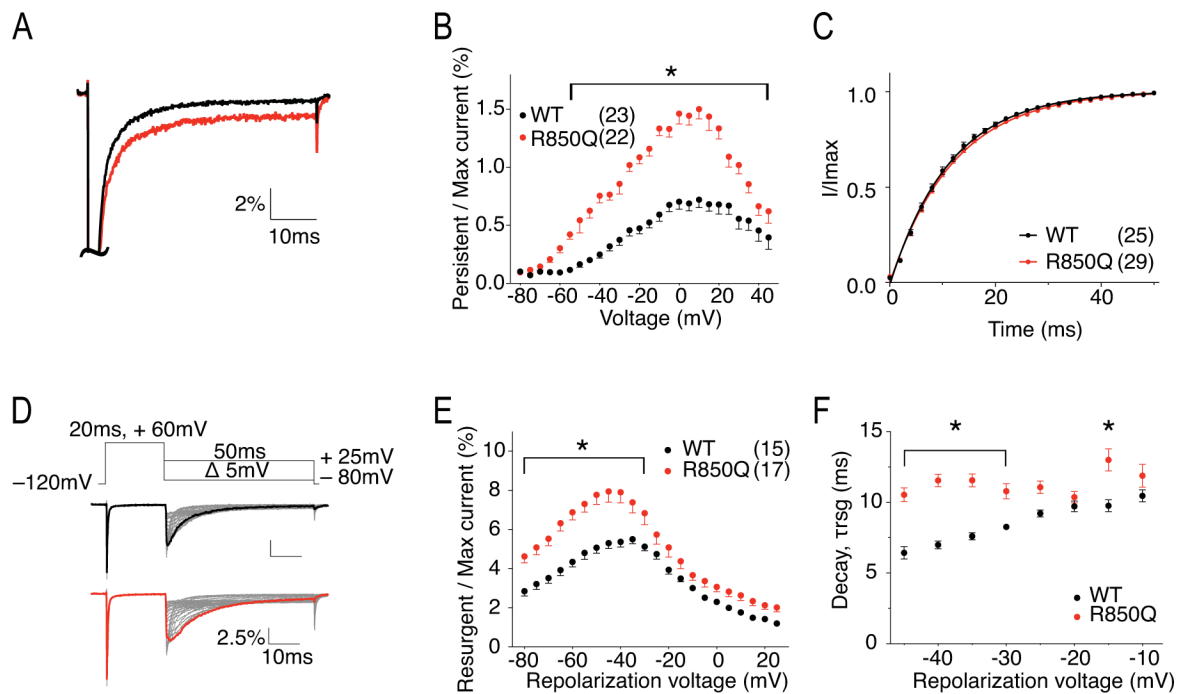 A
2%
10ms
B
Persistent / Max current (%)
1.5
1.0
0.5
0.0
*
WT (23)
R850Q (22)
-80 -60 -40 -20 0 20 40
Voltage (mV)
C
I/Imax
1.0
0.5
0.0
WT (25)
R850Q (29)
0 20 40
Time (ms)
D
20ms, + 60mV
50ms
Δ 5mV
+ 25mV
– 80mV
–120mV
2.5%
10ms
E
Resurgent / Max current (%)
10
8
6
4
2
0
*
WT (15)
R850Q (17)
-80 -60 -40 -20 0 20
Repolarization voltage (mV)
F
Decay, τrsg (ms)
15
10
5
0
* *
WT
R850Q
-40 -30 -20 -10
Repolarization voltage (mV)